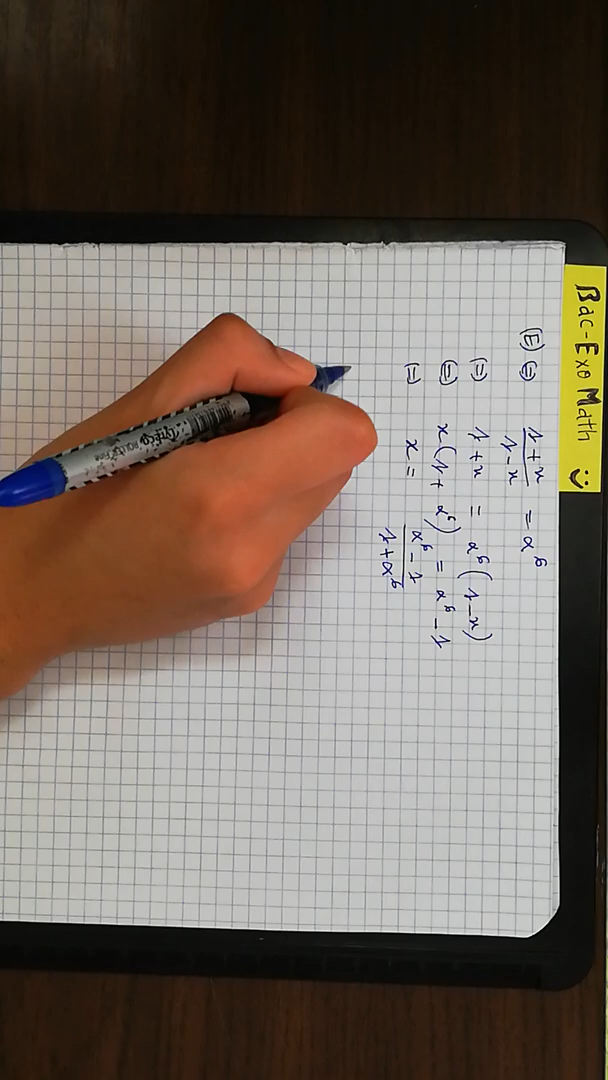 Bac-Exo Math
(E) ⇔ 1+x / 1-x = α⁶
⇔ 1+x = α⁶(1-x)
⇔ x(1+α⁶) = α⁶-1
⇔ x = α⁶-1 / 1+α⁶